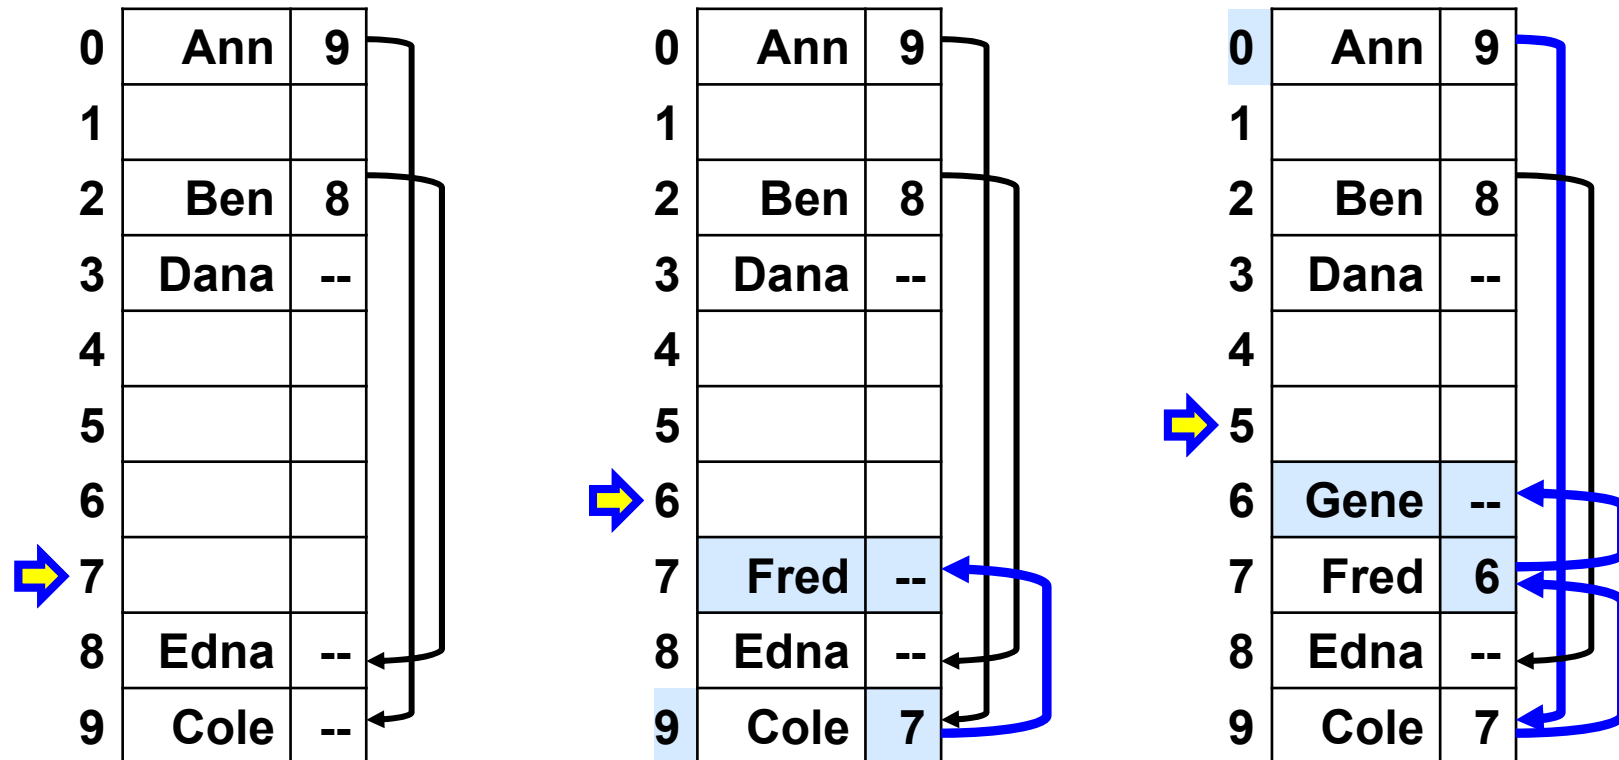 0 Ann 9
1
2 Ben 8
3 Dana --
4
5
6
7
8 Edna --
9 Cole --
0 Ann 9
1
2 Ben 8
3 Dana --
4
5
6
7 Fred --
8 Edna --
9 Cole 7
0 Ann 9
1
2 Ben 8
3 Dana --
4
5
6 Gene --
7 Fred 6
8 Edna --
9 Cole 7